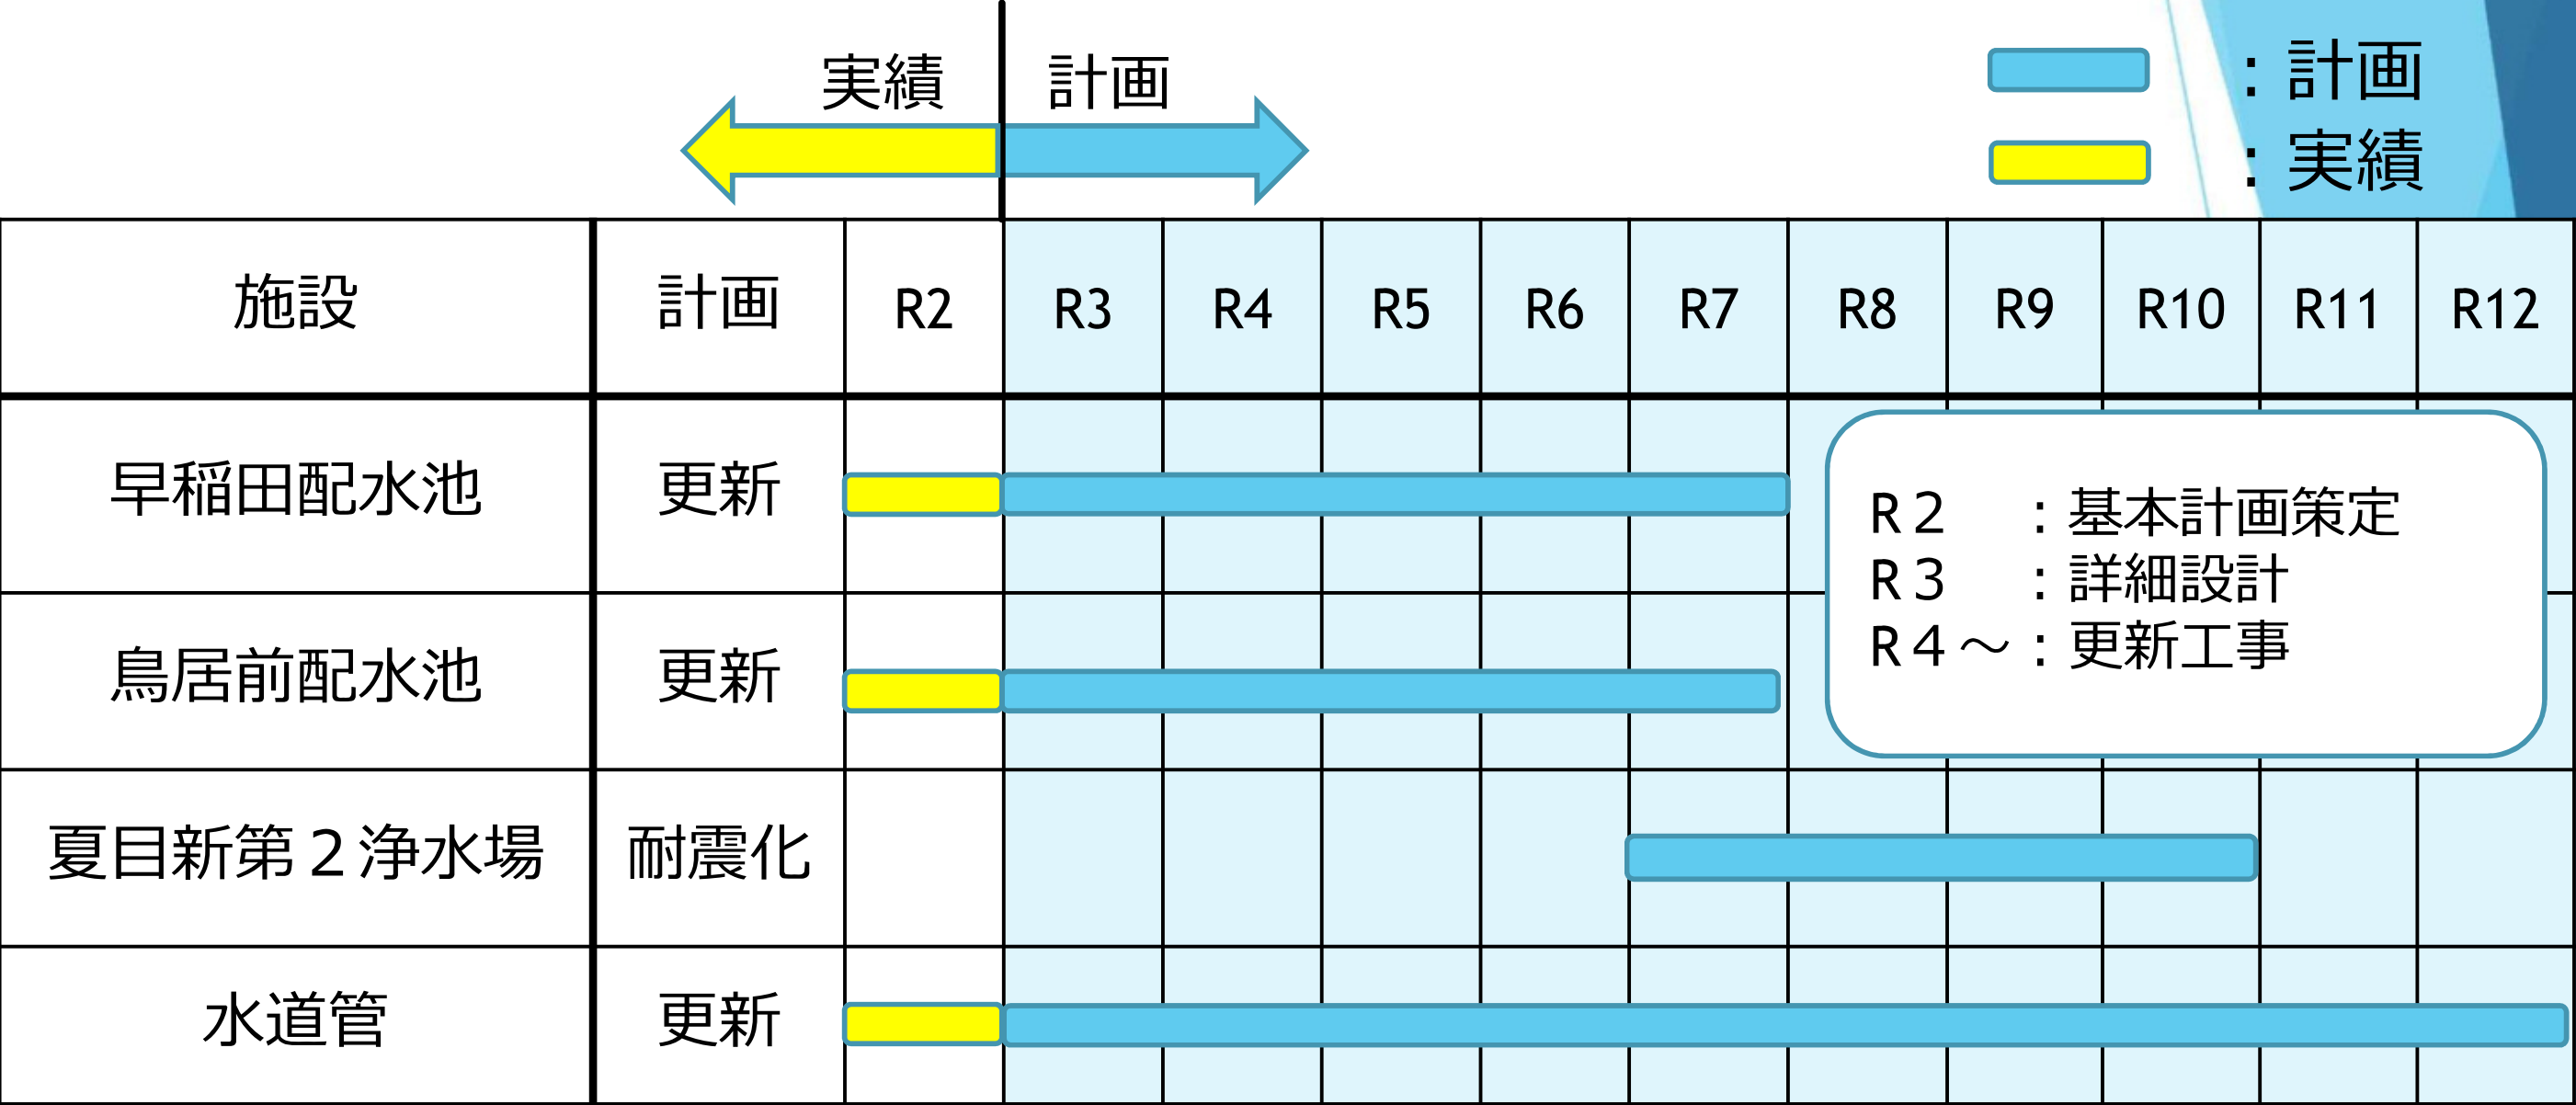 実績 計画
：計画
：実績
施設 計画 R2 R3 R4 R5 R6 R7 R8 R9 R10 R11 R12
早稲田配水池 更新
鳥居前配水池 更新
夏目新第２浄水場 耐震化
水道管 更新
R２　：基本計画策定
R３　：詳細設計
R４～：更新工事